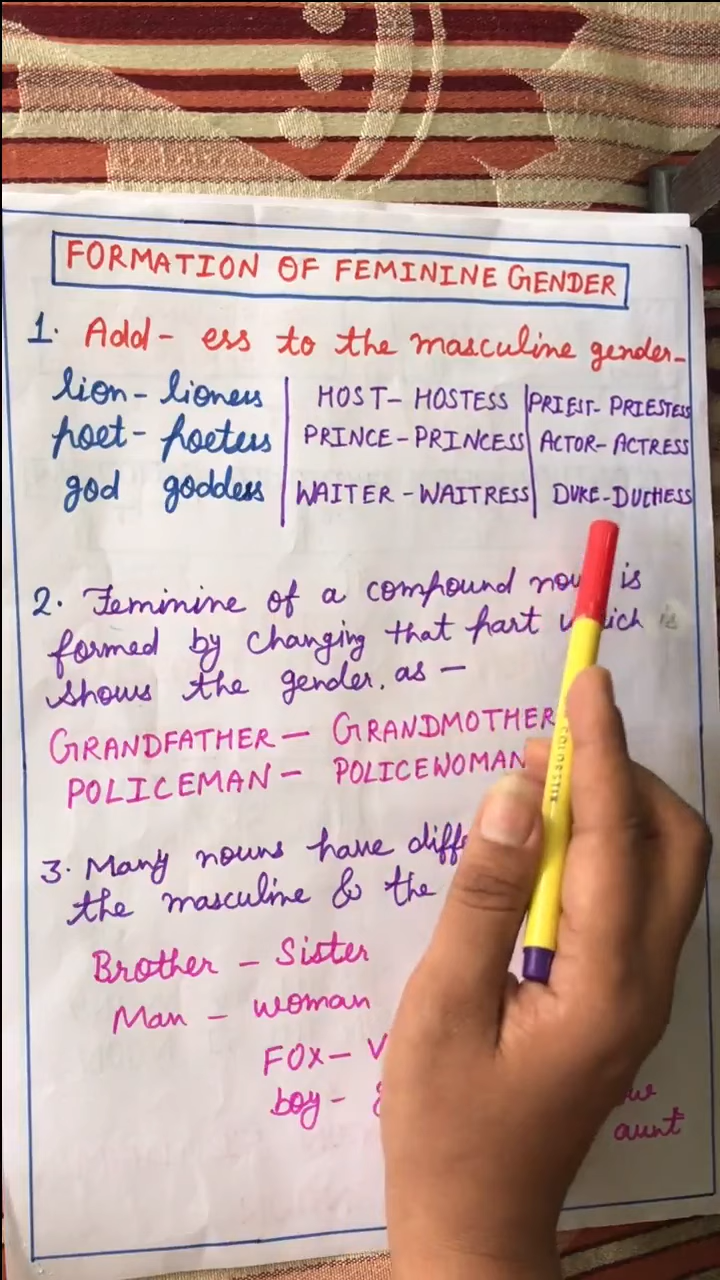 FORMATION OF FEMININE GENDER
1. Add - ess to the masculine gender-
lion - lioness HOST - HOSTESS PRIEST - PRIESTESS
poet - poetess PRINCE - PRINCESS ACTOR - ACTRESS
god goddess WAITER - WAITRESS DUKE - DUCHESS
2. Feminine of a compound is
formed by changing that part which is
shows the gender. as -
GRANDFATHER - GRANDMOTHER
POLICEMAN - POLICEWOMAN
3. Many nouns have
the masculine & the
Brother - Sister
Man - woman
FOX -
boy -
aunt